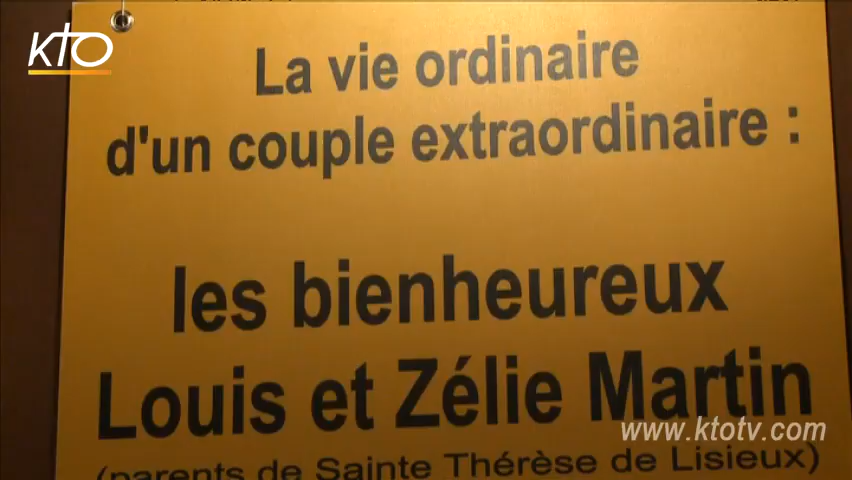 KTO
La vie ordinaire
d'un couple extraordinaire :
les bienheureux
Louis et Zélie Martin
www.ktotv.com
(parents de Sainte Thérèse de Lisieux)